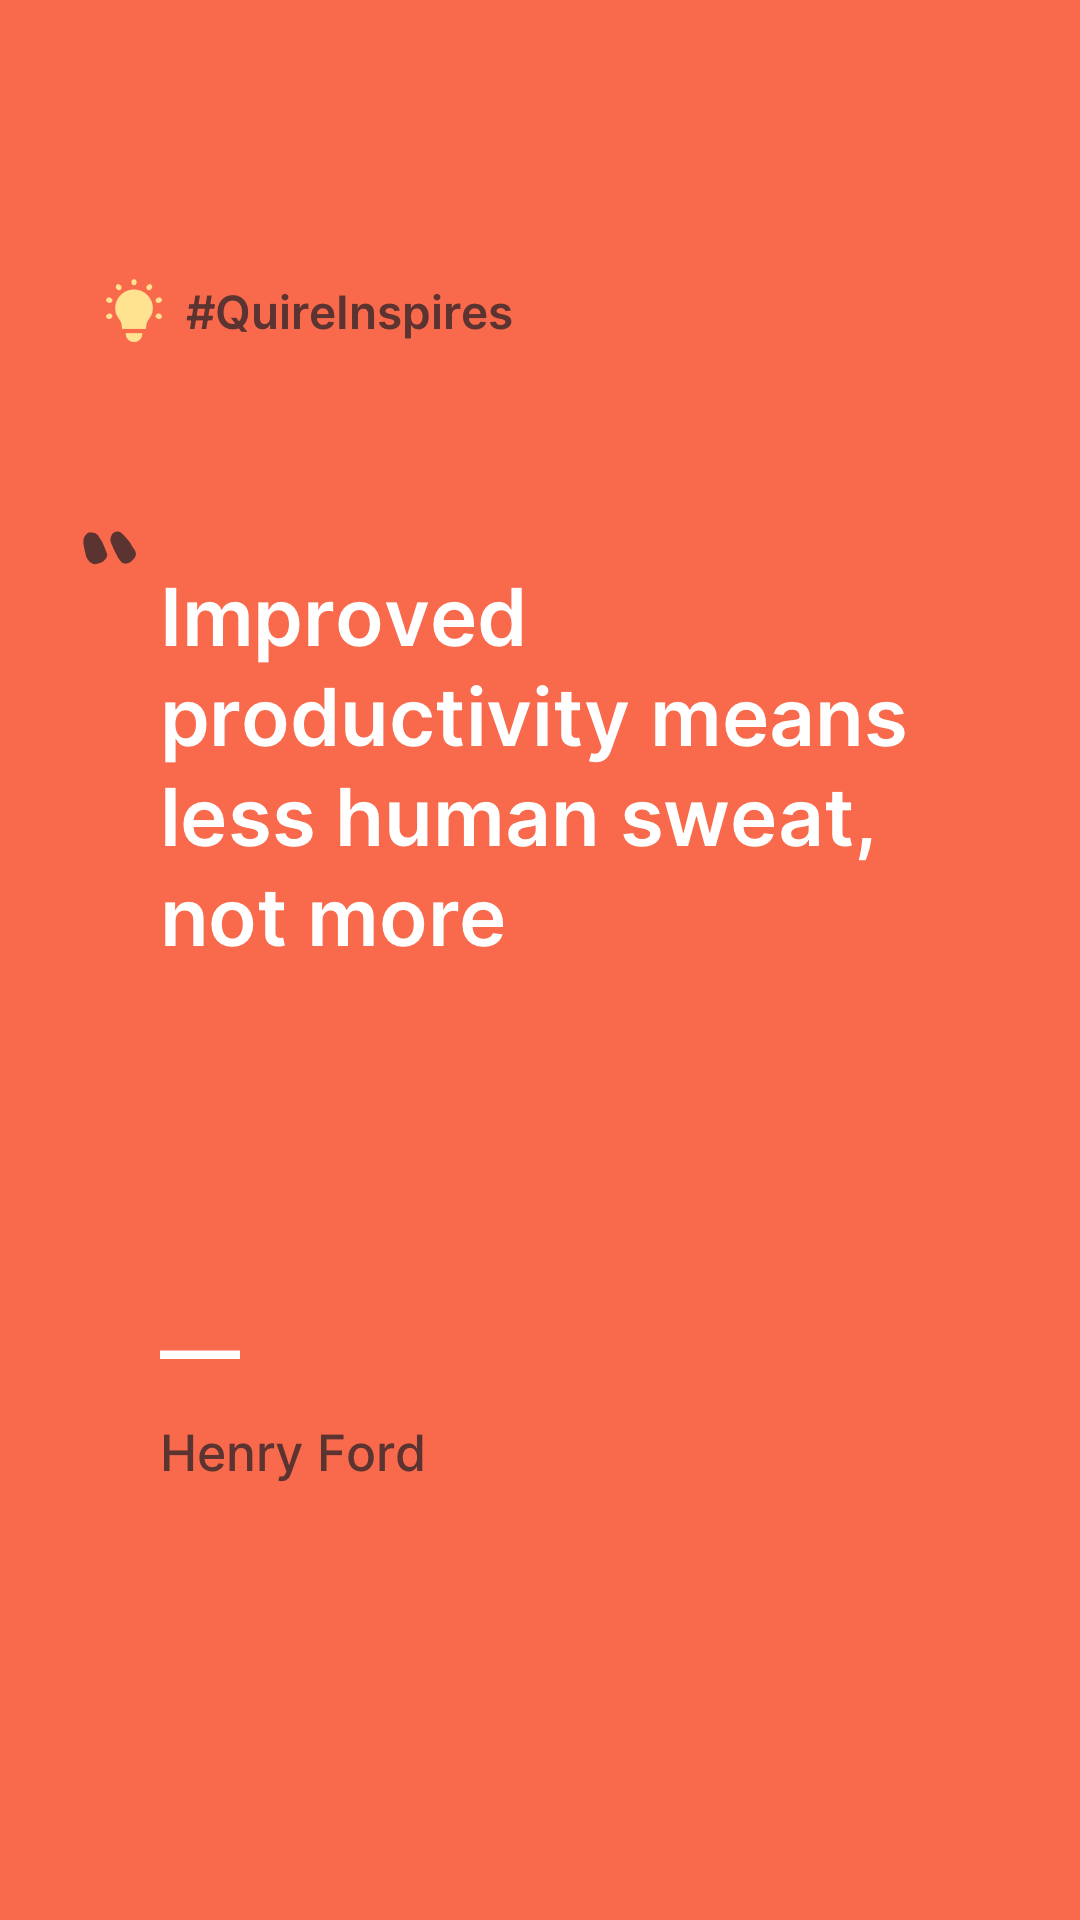 #QuireInspires
“
Improved
productivity means
less human sweat,
not more
Henry Ford